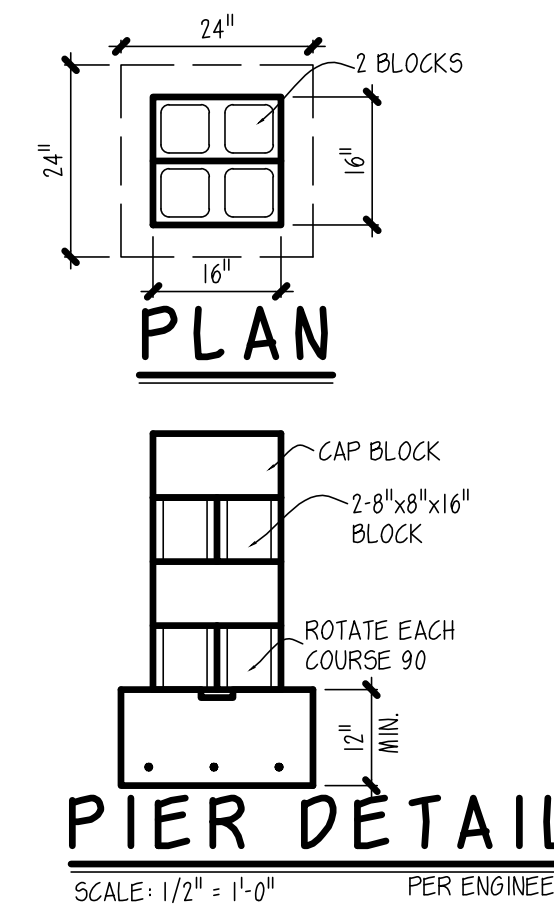 24"
2 BLOCKS
24"
16"
16"
PLAN
CAP BLOCK
2-8"x8"x16"
BLOCK
ROTATE EACH
COURSE 90
12"
MIN.
PIER DETAIL
SCALE: 1/2" = 1'-0"
PER ENGINEE